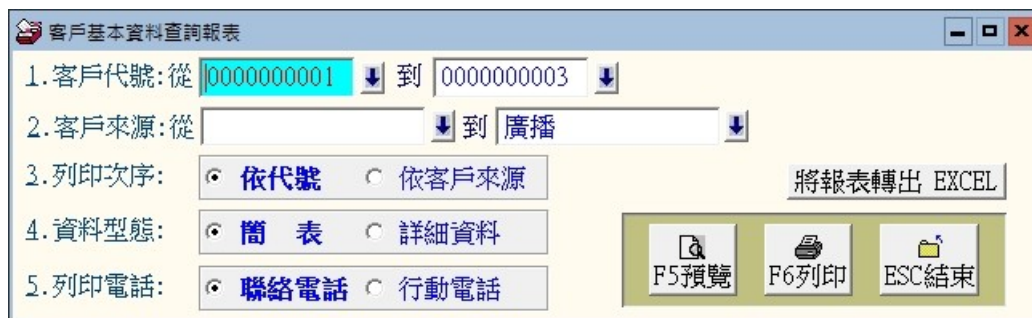 客戶基本資料查詢報表
1.客戶代號:從 0000000001 到 0000000003
2.客戶來源:從 到 廣播
3.列印次序: 依代號 依客戶來源
將報表轉出 EXCEL
4.資料型態: 簡 表 詳細資料
F5預覽 F6列印 ESC結束
5.列印電話: 聯絡電話 行動電話